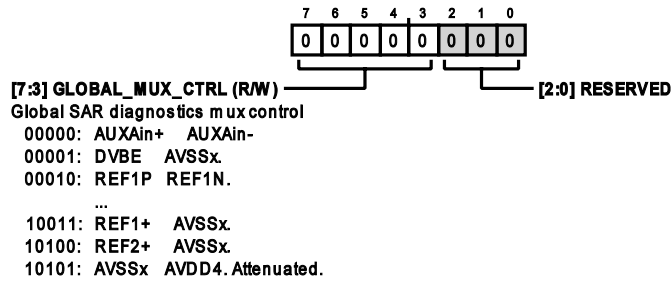 7 6 5 4 3 2 1 0
0 0 0 0 0 0 0 0
[7:3] GLOBAL_MUX_CTRL (R/W) [2:0] RESERVED
Global SAR diagnostics mux control
00000: AUXAin+ AUXAin-
00001: DVBE AVSSx.
00010: REF1P REF1N.
...
10011: REF1+ AVSSx.
10100: REF2+ AVSSx.
10101: AVSSx AVDD4. Attenuated.